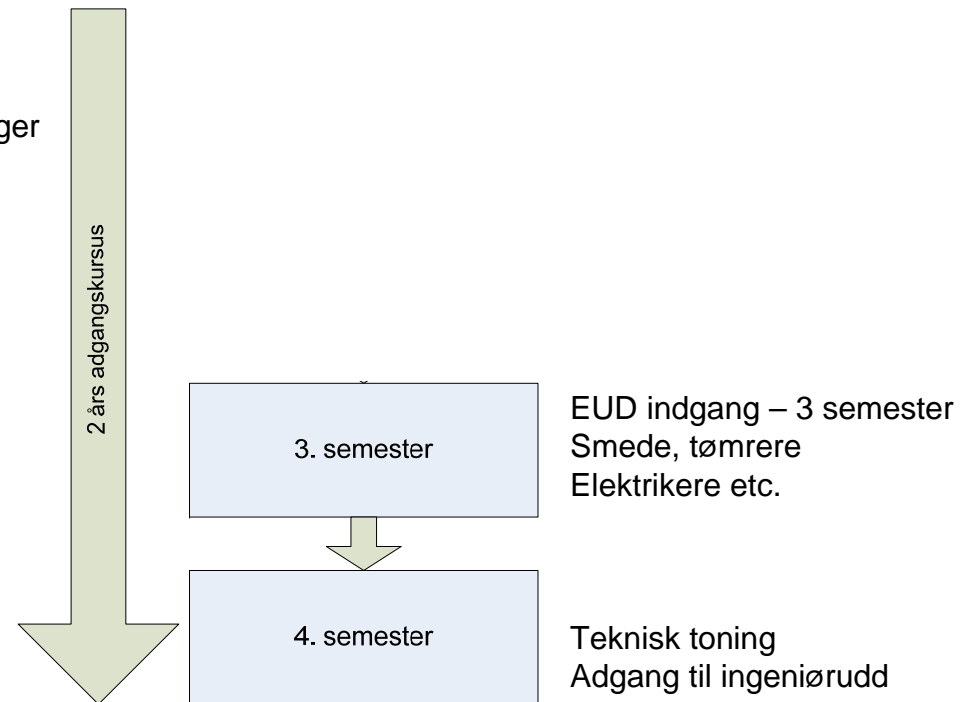 ger
2 års adgangskursus
3. semester
EUD indgang – 3 semester
Smede, tømrere
Elektrikere etc.
4. semester
Teknisk toning
Adgang til ingeniørudd